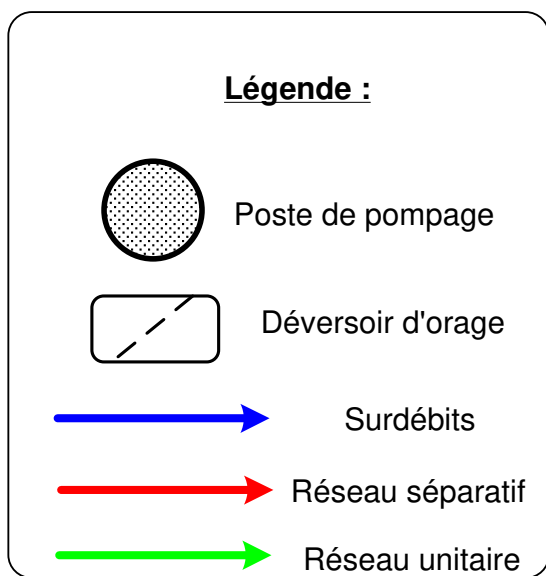 Légende :
Poste de pompage
Déversoir d'orage
Surdébits
Réseau séparatif
Réseau unitaire